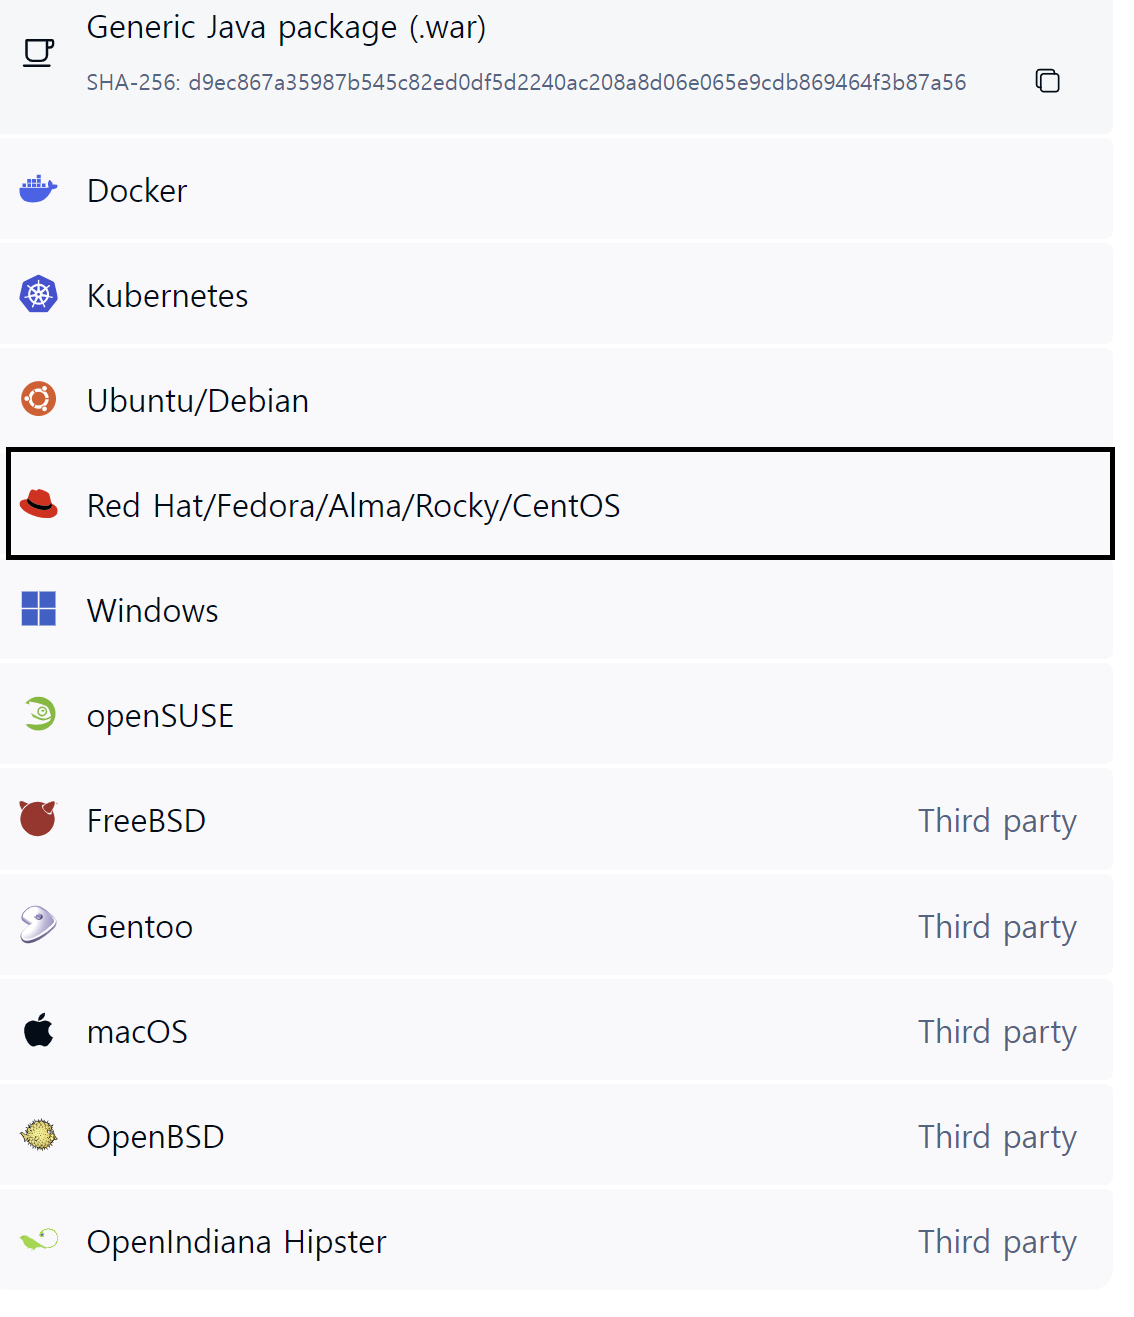 Generic Java package (.war)
SHA-256: d9ec867a35987b545c82ed0df5d2240ac208a8d06e065e9cdb869464f3b87a56
Docker
Kubernetes
Ubuntu/Debian
Red Hat/Fedora/Alma/Rocky/CentOS
Windows
openSUSE
FreeBSD Third party
Gentoo Third party
macOS Third party
OpenBSD Third party
OpenIndiana Hipster Third party